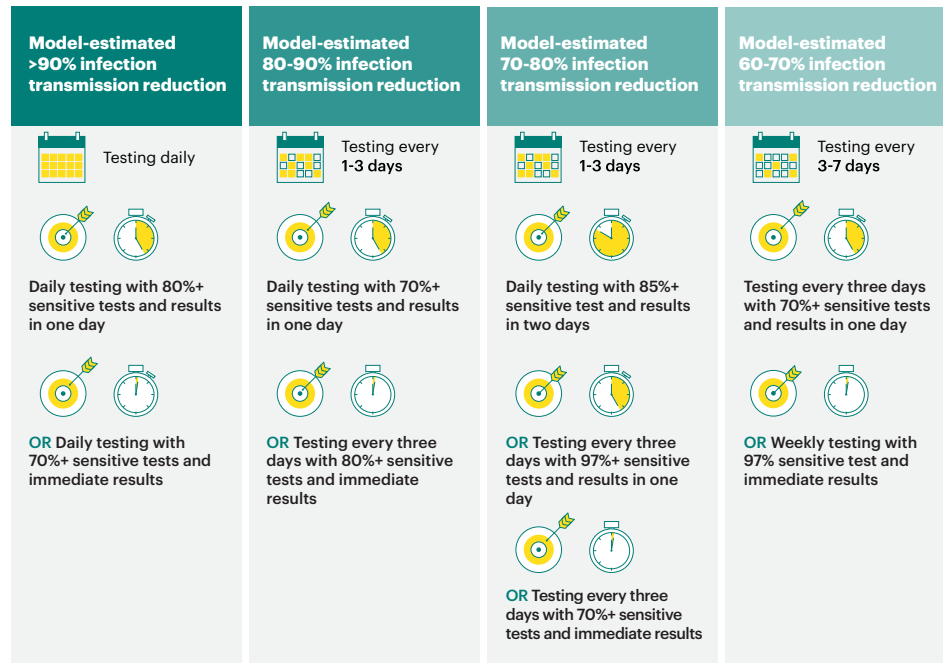 Model-estimated
>90% infection
transmission reduction
Testing daily
Daily testing with 80%+
sensitive tests and results
in one day
OR Daily testing with
70%+ sensitive tests and
immediate results
Model-estimated
80-90% infection
transmission reduction
Testing every
1-3 days
Daily testing with 70%+
sensitive tests and results
in one day
OR Testing every three
days with 80%+ sensitive
tests and immediate
results
Model-estimated
70-80% infection
transmission reduction
Testing every
1-3 days
Daily testing with 85%+
sensitive test and results
in two days
OR Testing every three
days with 97%+ sensitive
tests and results in one
day
OR Testing every three
days with 70%+ sensitive
tests and immediate results
Model-estimated
60-70% infection
transmission reduction
Testing every
3-7 days
Testing every three days
with 70%+ sensitive tests
and results in one day
OR Weekly testing with
97% sensitive test and
immediate results